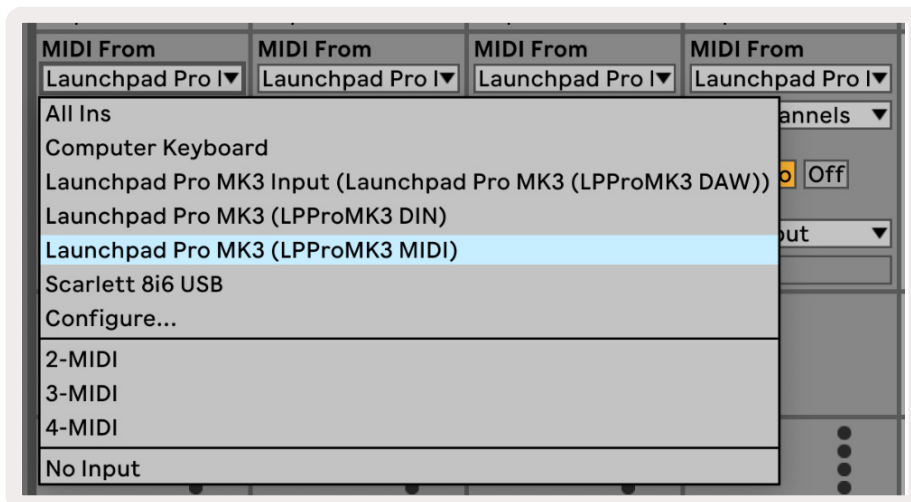 MIDI From MIDI From MIDI From MIDI From
Launchpad Pro Launchpad Pro Launchpad Pro Launchpad Pro
All Ins
Computer Keyboard
Launchpad Pro MK3 Input (Launchpad Pro MK3 (LPProMK3 DAW))
Launchpad Pro MK3 (LPProMK3 DIN)
Launchpad Pro MK3 (LPProMK3 MIDI)
Scarlett 8i6 USB
Configure...
2-MIDI
3-MIDI
4-MIDI
No Input
annels
o Off
ut